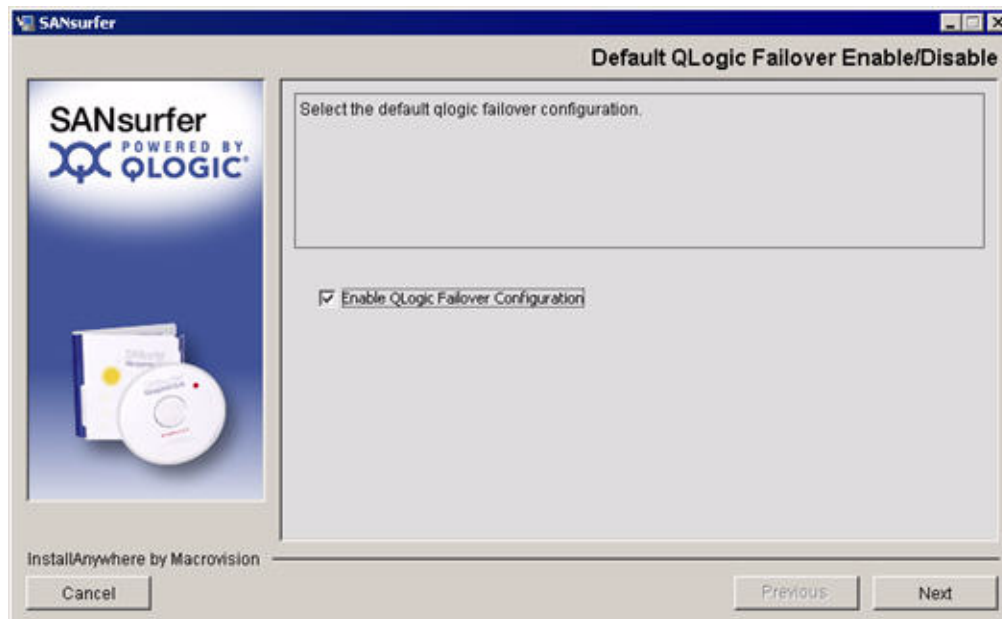 SANsurfer
Default QLogic Failover Enable/Disable
SANsurfer
POWERED BY
QLOGIC
Select the default qlogic failover configuration.
Enable QLogic Failover Configuration
InstallAnywhere by Macrovision
Cancel
Previous
Next